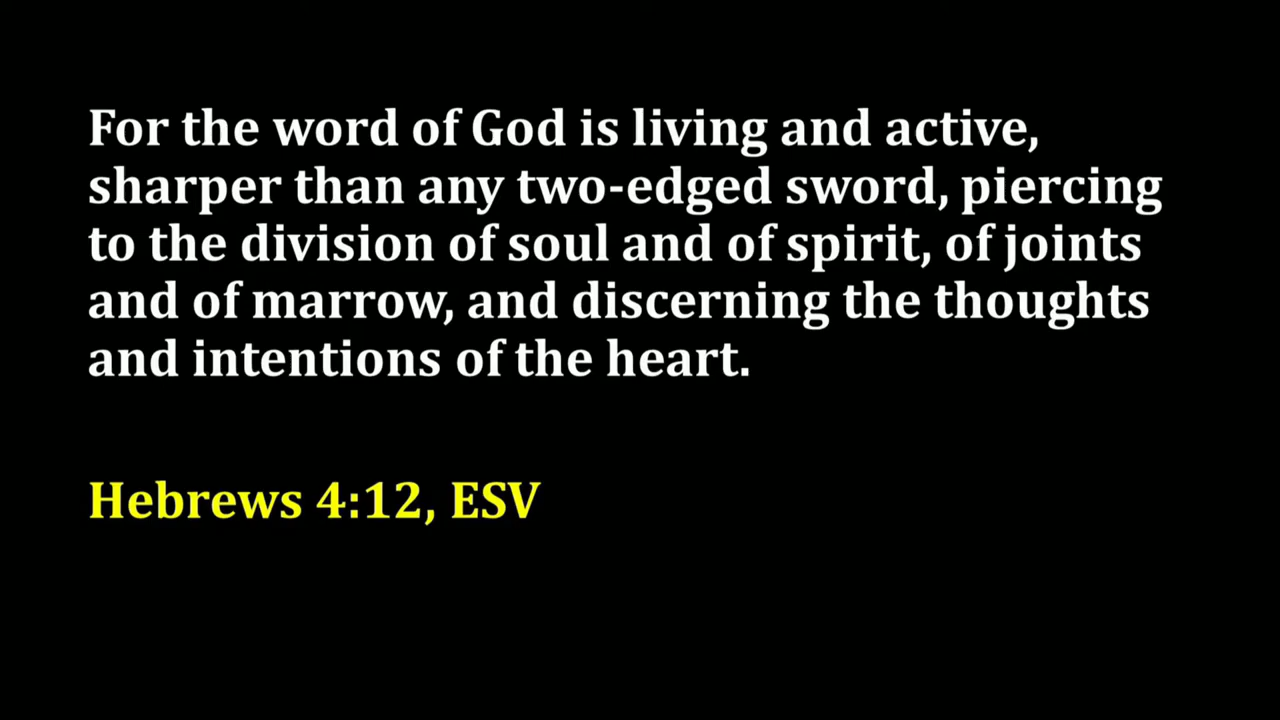 For the word of God is living and active,
sharper than any two-edged sword, piercing
to the division of soul and of spirit, of joints
and of marrow, and discerning the thoughts
and intentions of the heart.
Hebrews 4:12, ESV